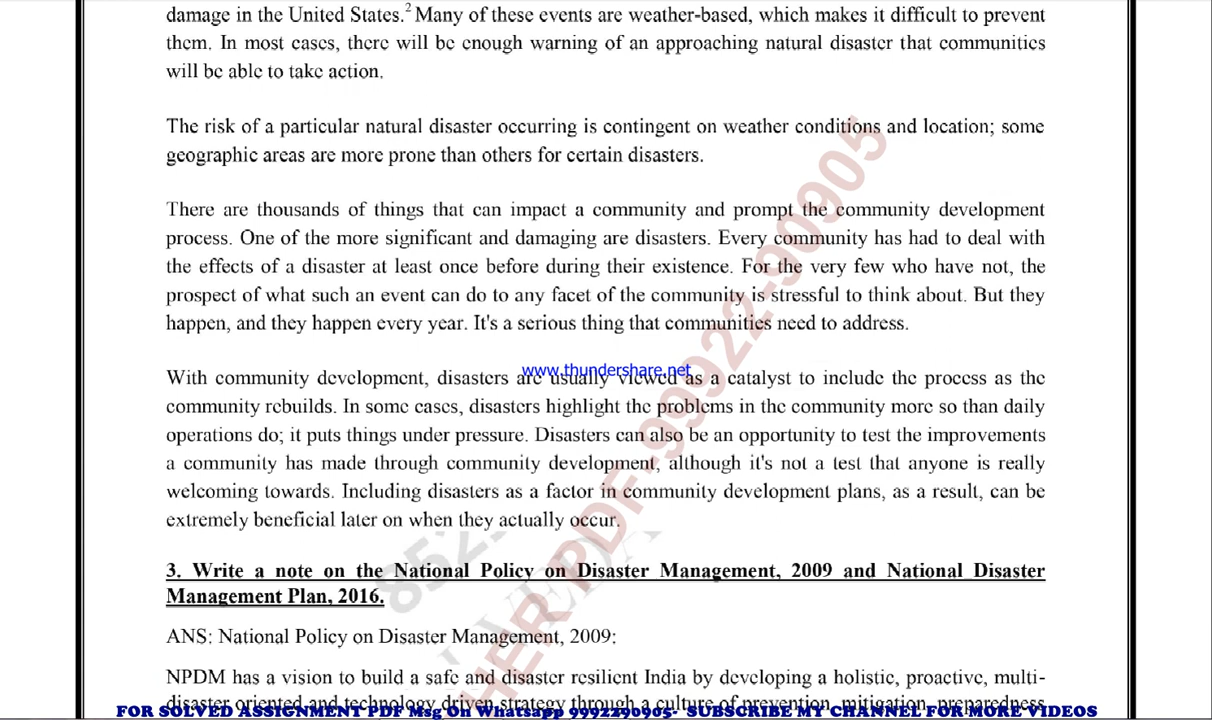 damage in the United States.2 Many of these events are weather-based, which makes it difficult to prevent
them. In most cases, there will be enough warning of an approaching natural disaster that communities
will be able to take action.
The risk of a particular natural disaster occurring is contingent on weather conditions and location; some
geographic areas are more prone than others for certain disasters.
There are thousands of things that can impact a community and prompt the community development
process. One of the more significant and damaging are disasters. Every community has had to deal with
the effects of a disaster at least once before during their existence. For the very few who have not, the
prospect of what such an event can do to any facet of the community is stressful to think about. But they
happen, and they happen every year. It's a serious thing that communities need to address.
www.thundershare.net
With community development, disasters are usually viewed as a catalyst to include the process as the
community rebuilds. In some cases, disasters highlight the problems in the community more so than daily
operations do; it puts things under pressure. Disasters can also be an opportunity to test the improvements
a community has made through community development, although it's not a test that anyone is really
welcoming towards. Including disasters as a factor in community development plans, as a result, can be
extremely beneficial later on when they actually occur.
3. Write a note on the National Policy on Disaster Management, 2009 and National Disaster
Management Plan, 2016.
ANS: National Policy on Disaster Management, 2009:
NPDM has a vision to build a safe and disaster resilient India by developing a holistic, proactive, multi-
disaster oriented and technology driven strategy through a culture of prevention, mitigation, preparedness
FOR SOLVED ASSIGNMENT PDF Msg On Whatsapp 9992290905- SUBSCRIBE MY CHANNEL FOR MORE VIDEOS
HER PDF-99922-90905
852